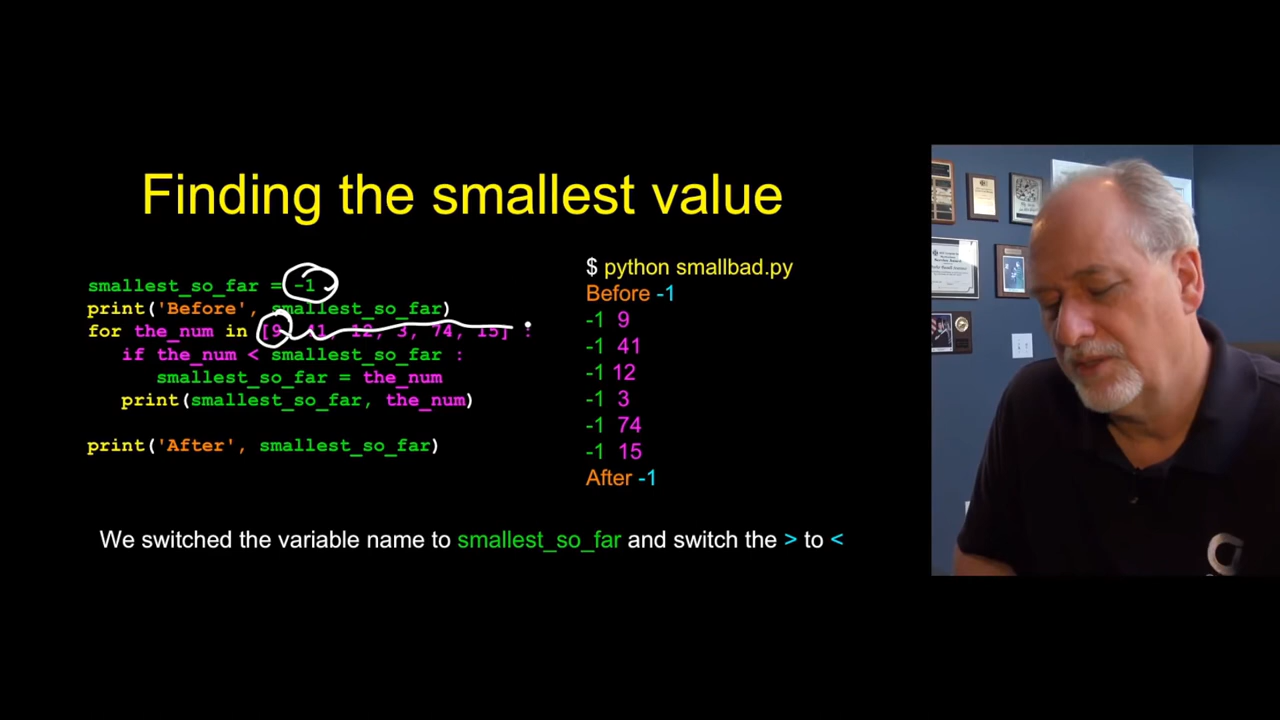 Finding the smallest value
smallest_so_far = -1
print('Before', smallest_so_far)
for the_num in [9, 41, 12, 3, 74, 15] :
if the_num < smallest_so_far :
smallest_so_far = the_num
print(smallest_so_far, the_num)
print('After', smallest_so_far)
$ python smallbad.py
Before -1
-1 9
-1 41
-1 12
-1 3
-1 74
-1 15
After -1
We switched the variable name to smallest_so_far and switch the > to <